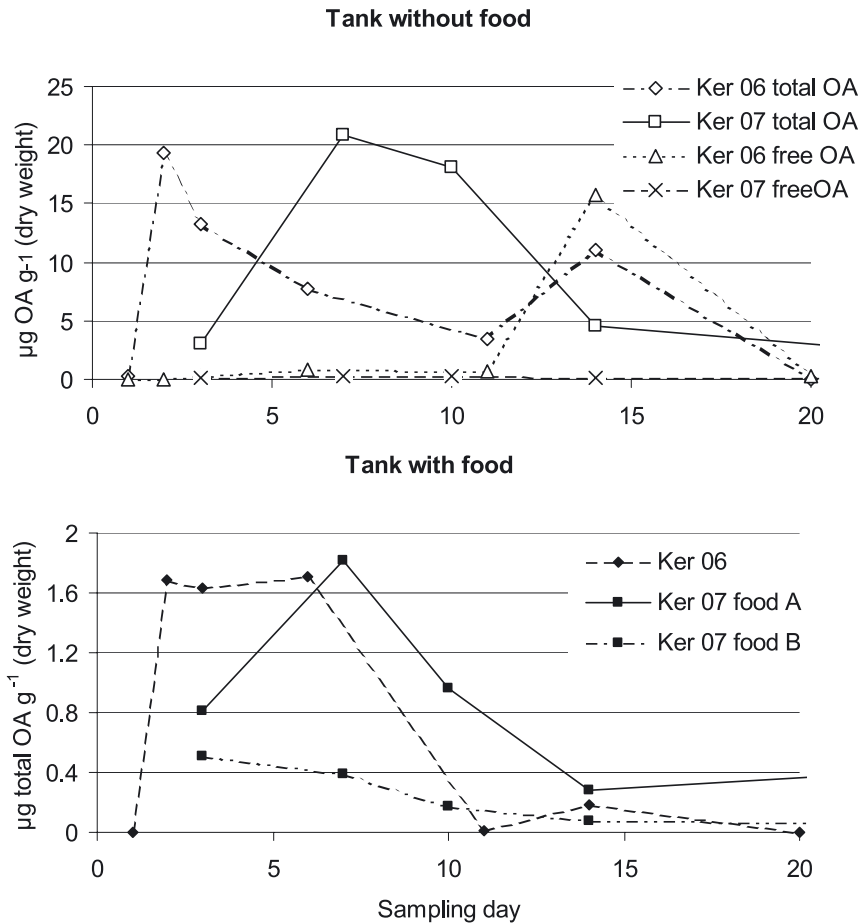 Tank without food
25
20
15
10
5
0
0 5 10 15 20
µg OA g-1 (dry weight)
Ker 06 total OA
Ker 07 total OA
Ker 06 free OA
Ker 07 freeOA
Tank with food
2
1.6
1.2
0.8
0.4
0
0 5 10 15 20
µg total OA g-1 (dry weight)
Ker 06
Ker 07 food A
Ker 07 food B
Sampling day